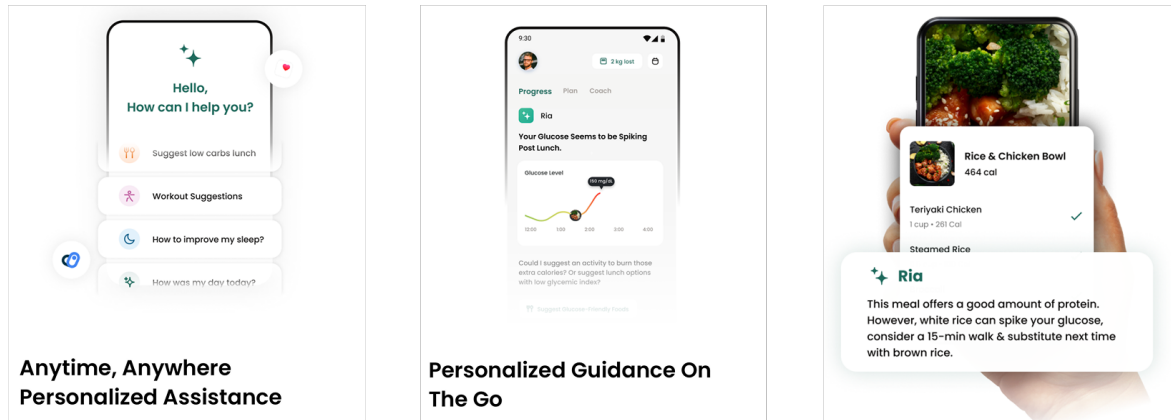 Hello,
How can I help you?
Suggest low carbs lunch
Workout Suggestions
How to improve my sleep?
How was my day today?
Anytime, Anywhere
Personalized Assistance
9:30
2 kg lost
Progress Plan Coach
Ria
Your Glucose Seems to be Spiking
Post Lunch.
Glucose Level
150 mg/dL
12:00 1:00 2:00 3:00 4:00
Could I suggest an activity to burn those
extra calories? Or suggest lunch options
with low glycemic index?
Suggest Glucose-Friendly Foods
Personalized Guidance On
The Go
Rice & Chicken Bowl
464 cal
Teriyaki Chicken
1 cup • 261 Cal
Steamed Rice
Ria
This meal offers a good amount of protein.
However, white rice can spike your glucose,
consider a 15-min walk & substitute next time
with brown rice.